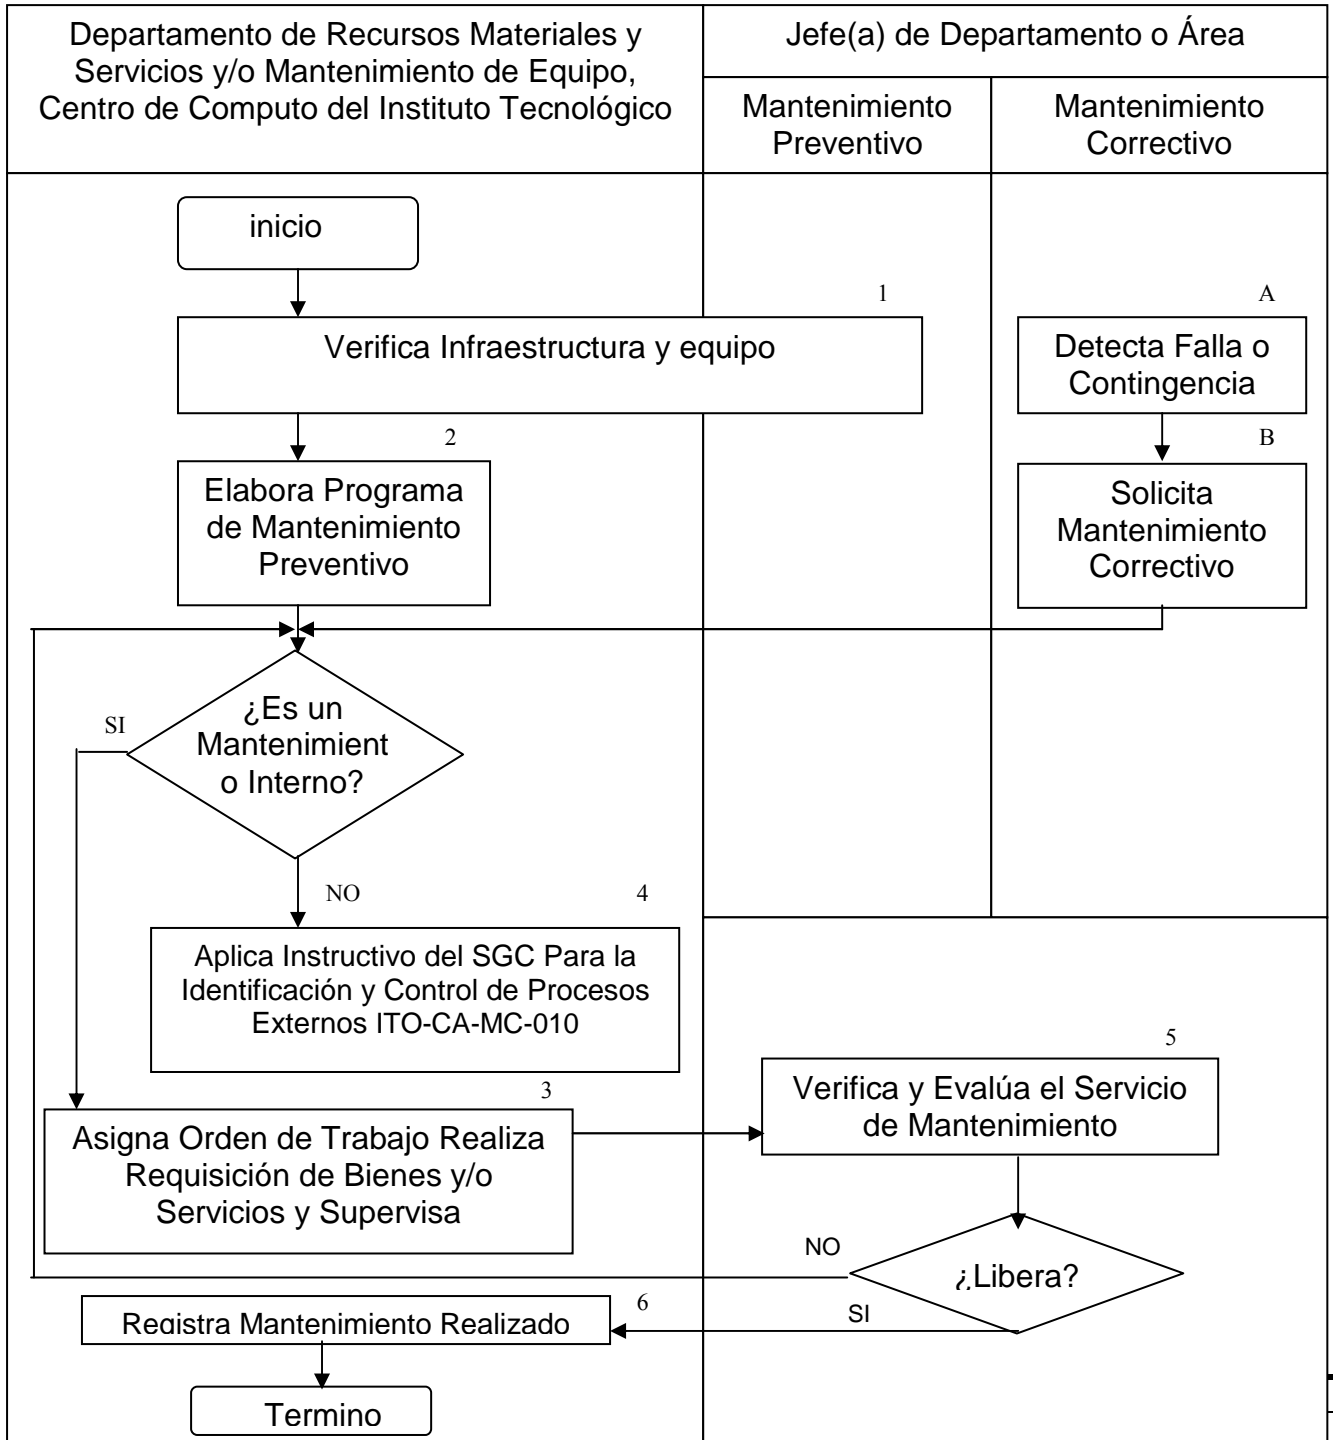 Departamento de Recursos Materiales y
Servicios y/o Mantenimiento de Equipo,
Centro de Computo del Instituto Tecnológico
Jefe(a) de Departamento o Área
Mantenimiento
Preventivo
Mantenimiento
Correctivo
inicio
1
Verifica Infraestructura y equipo
A
Detecta Falla o
Contingencia
2
Elabora Programa
de Mantenimiento
Preventivo
B
Solicita
Mantenimiento
Correctivo
SI
¿Es un
Mantenimient
o Interno?
NO
4
Aplica Instructivo del SGC Para la
Identificación y Control de Procesos
Externos ITO-CA-MC-010
3
Asigna Orden de Trabajo Realiza
Requisición de Bienes y/o
Servicios y Supervisa
5
Verifica y Evalúa el Servicio
de Mantenimiento
NO
¿Libera?
SI
6
Registra Mantenimiento Realizado
Termino